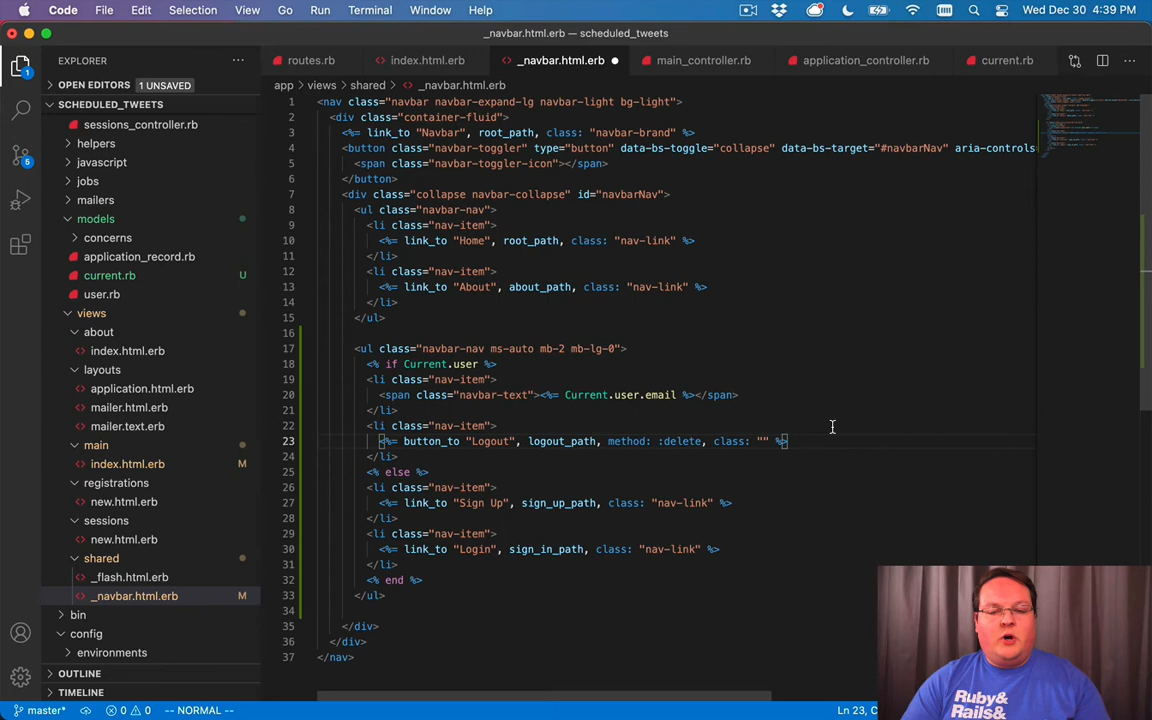 Code File Edit Selection View Go Run Terminal Window Help Wed Dec 30 4:39 PM
_navbar.html.erb — scheduled_tweets
EXPLORER
routes.rb index.html.erb _navbar.html.erb main_controller.rb application_controller.rb current.rb
OPEN EDITORS 1 UNSAVED
app views shared _navbar.html.erb
SCHEDULED_TWEETS
sessions_controller.rb
helpers
javascript
jobs
mailers
models
concerns
application_record.rb
current.rb U
user.rb
views
about
index.html.erb
layouts
application.html.erb
mailer.html.erb
mailer.text.erb
main
index.html.erb M
registrations
new.html.erb
sessions
new.html.erb
shared
_flash.html.erb
_navbar.html.erb M
bin
config
environments
OUTLINE
TIMELINE
1 <nav class="navbar navbar-expand-lg navbar-light bg-light">
2 <div class="container-fluid">
3 <%= link_to "Navbar", root_path, class: "navbar-brand" %>
4 <button class="navbar-toggler" type="button" data-bs-toggle="collapse" data-bs-target="#navbarNav" aria-controls
5 <span class="navbar-toggler-icon"></span>
6 </button>
7 <div class="collapse navbar-collapse" id="navbarNav">
8 <ul class="navbar-nav">
9 <li class="nav-item">
10 <%= link_to "Home", root_path, class: "nav-link" %>
11 </li>
12 <li class="nav-item">
13 <%= link_to "About", about_path, class: "nav-link" %>
14 </li>
15 </ul>
16
17 <ul class="navbar-nav ms-auto mb-2 mb-lg-0">
18 <% if Current.user %>
19 <li class="nav-item">
20 <span class="navbar-text"><%= Current.user.email %></span>
21 </li>
22 <li class="nav-item">
23 <%= button_to "Logout", logout_path, method: :delete, class: "" %>
24 </li>
25 <% else %>
26 <li class="nav-item">
27 <%= link_to "Sign Up", sign_up_path, class: "nav-link" %>
28 </li>
29 <li class="nav-item">
30 <%= link_to "Login", sign_in_path, class: "nav-link" %>
31 </li>
32 <% end %>
33 </ul>
34
35 </div>
36 </div>
37 </nav>
1
5
master* 0 0 -- NORMAL -- Ln 23,
Ruby&
Rails&